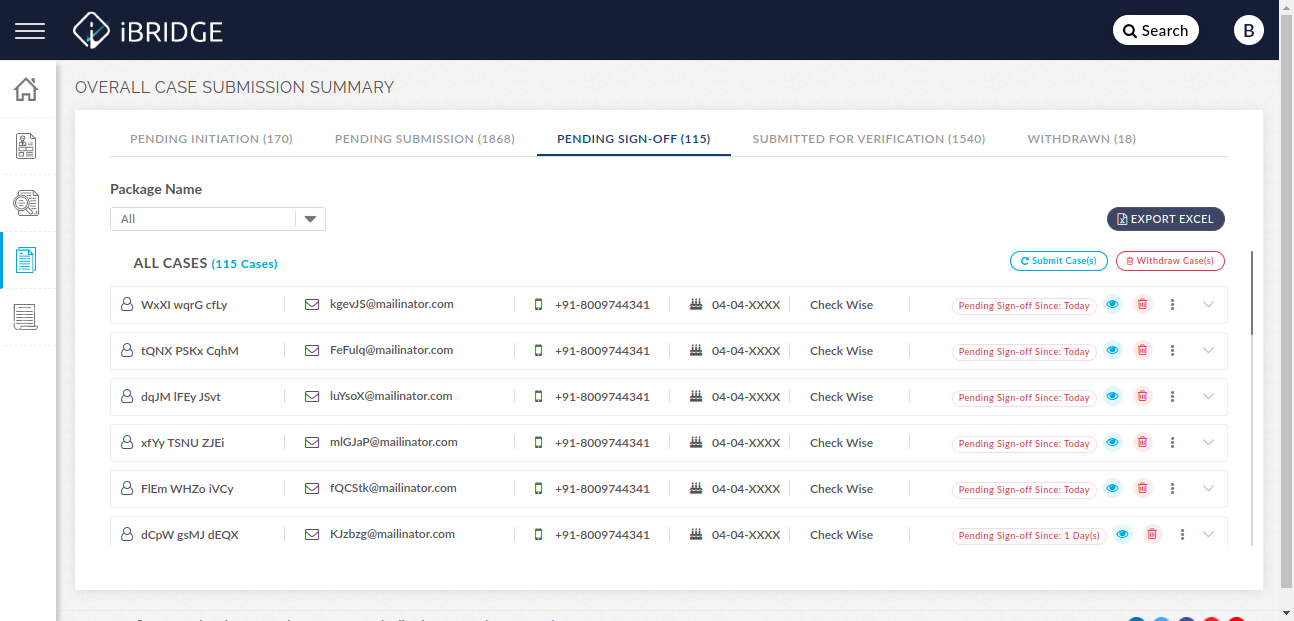 iBRIDGE Search B
OVERALL CASE SUBMISSION SUMMARY
PENDING INITIATION (170) PENDING SUBMISSION (1868) PENDING SIGN-OFF (115) SUBMITTED FOR VERIFICATION (1540) WITHDRAWN (18)
Package Name
All EXPORT EXCEL
ALL CASES (115 Cases) Submit Case(s) Withdraw Case(s)
WxXI wqrG cfLy kgevJS@mailinator.com +91-8009744341 04-04-XXXX Check Wise Pending Sign-off Since: Today
tQNX PSKx CqhM FeFulq@mailinator.com +91-8009744341 04-04-XXXX Check Wise Pending Sign-off Since: Today
dqJM lFEy JSvt luYsoX@mailinator.com +91-8009744341 04-04-XXXX Check Wise Pending Sign-off Since: Today
xfYy TSNU ZJEi mlGJaP@mailinator.com +91-8009744341 04-04-XXXX Check Wise Pending Sign-off Since: Today
FlEm WHZo iVCy fQCStk@mailinator.com +91-8009744341 04-04-XXXX Check Wise Pending Sign-off Since: Today
dCpW gsMJ dEQX KJzbzg@mailinator.com +91-8009744341 04-04-XXXX Check Wise Pending Sign-off Since: 1 Day(s)